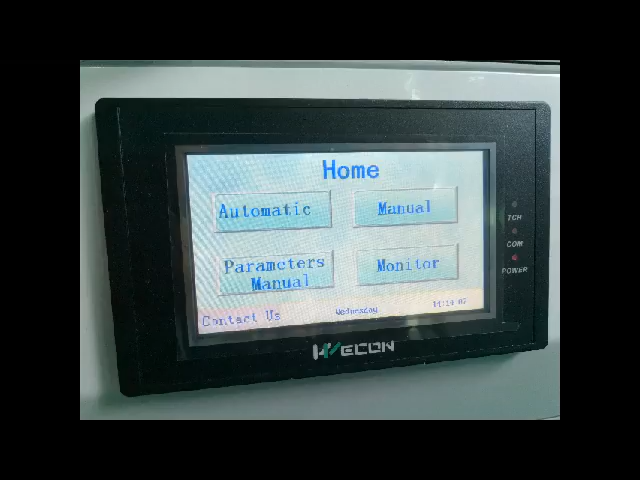 Home
Automatic
Manual
TCH
COM
Parameters
Manual
Monitor
POWER
Contact Us
Wednesday
WECON